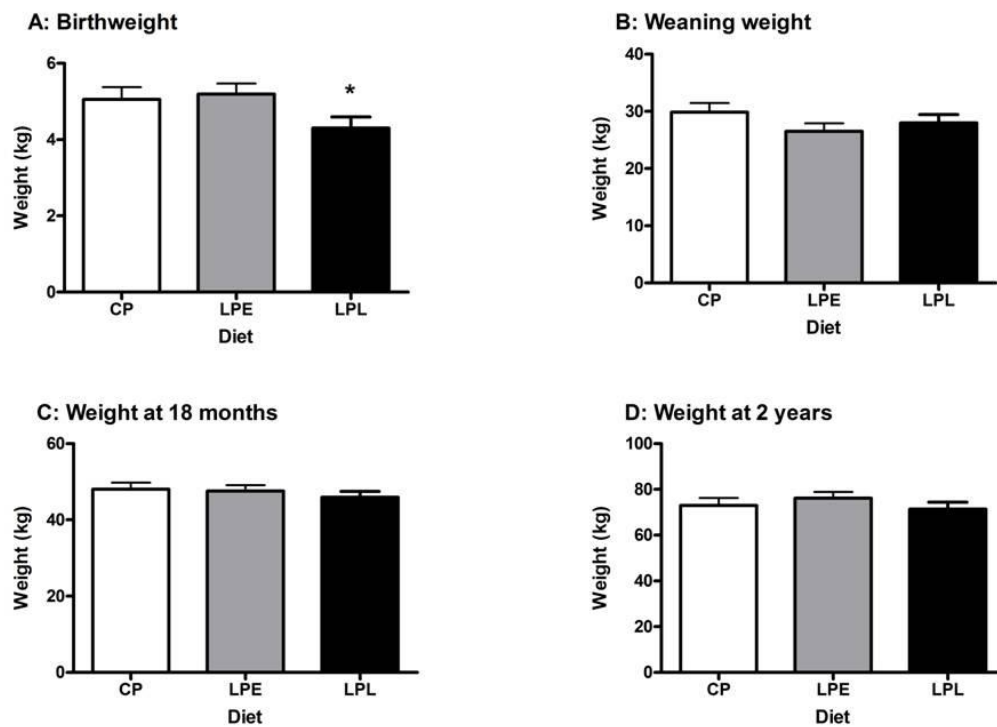 A: Birthweight
6
4
2
0
Weight (kg)
*
CP LPE LPL
Diet
B: Weaning weight
40
30
20
10
0
Weight (kg)
CP LPE LPL
Diet
C: Weight at 18 months
60
40
20
0
Weight (kg)
CP LPE LPL
Diet
D: Weight at 2 years
100
80
60
40
20
0
Weight (kg)
CP LPE LPL
Diet